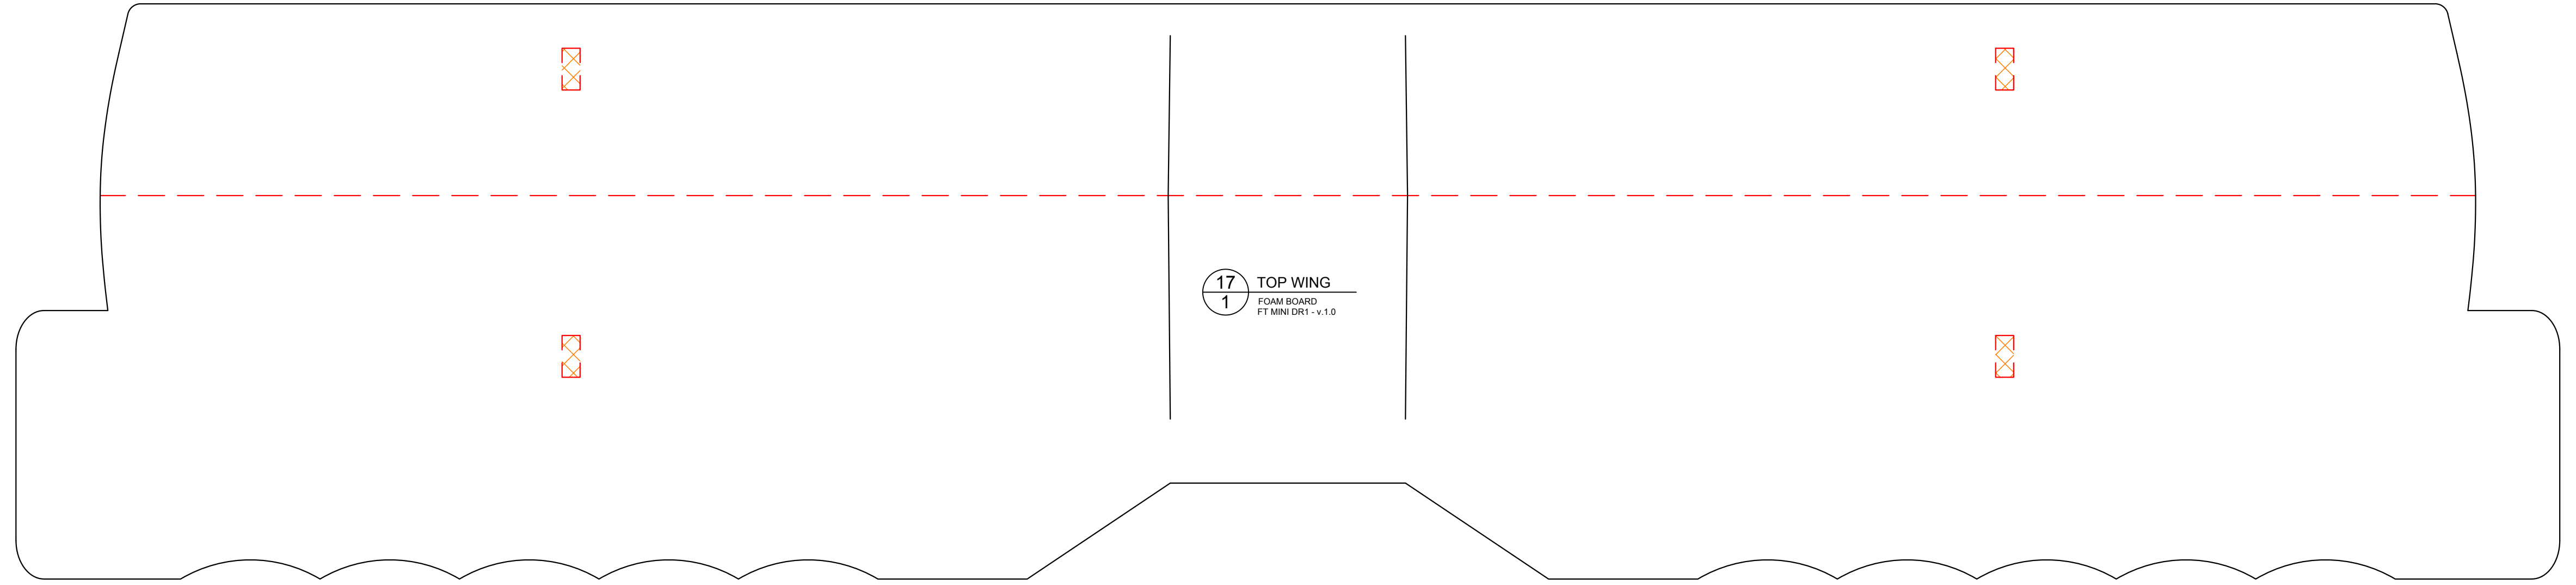 17
1
TOP WING
FOAM BOARD
FT MINI DR1 - v.1.0